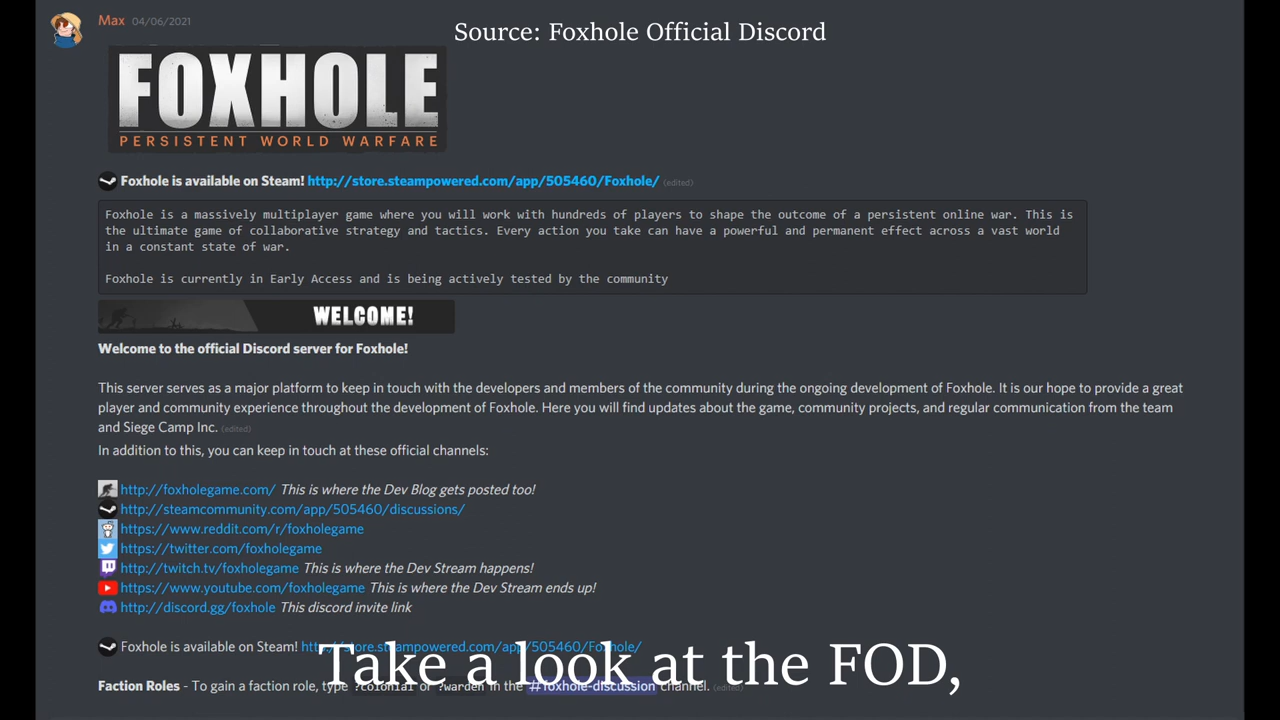 Max 04/06/2021
Source: Foxhole Official Discord
FOXHOLE
PERSISTENT WORLD WARFARE
Foxhole is available on Steam! http://store.steampowered.com/app/505460/Foxhole/ (edited)
Foxhole is a massively multiplayer game where you will work with hundreds of players to shape the outcome of a persistent online war. This is
the ultimate game of collaborative strategy and tactics. Every action you take can have a powerful and permanent effect across a vast world
in a constant state of war.
Foxhole is currently in Early Access and is being actively tested by the community
WELCOME!
Welcome to the official Discord server for Foxhole!
This server serves as a major platform to keep in touch with the developers and members of the community during the ongoing development of Foxhole. It is our hope to provide a great
player and community experience throughout the development of Foxhole. Here you will find updates about the game, community projects, and regular communication from the team
and Siege Camp Inc. (edited)
In addition to this, you can keep in touch at these official channels:
http://foxholegame.com/ This is where the Dev Blog gets posted too!
http://steamcommunity.com/app/505460/discussions/
https://www.reddit.com/r/foxholegame
https://twitter.com/foxholegame
http://twitch.tv/foxholegame This is where the Dev Stream happens!
https://www.youtube.com/foxholegame This is where the Dev Stream ends up!
http://discord.gg/foxhole This discord invite link
Foxhole is available on Steam! http://store.steampowered.com/app/505460/Foxhole/
Take a look at the FOD,
Faction Roles - To gain a faction role, type ?colonial or ?warden in the #foxhole-discussion channel. (edited)